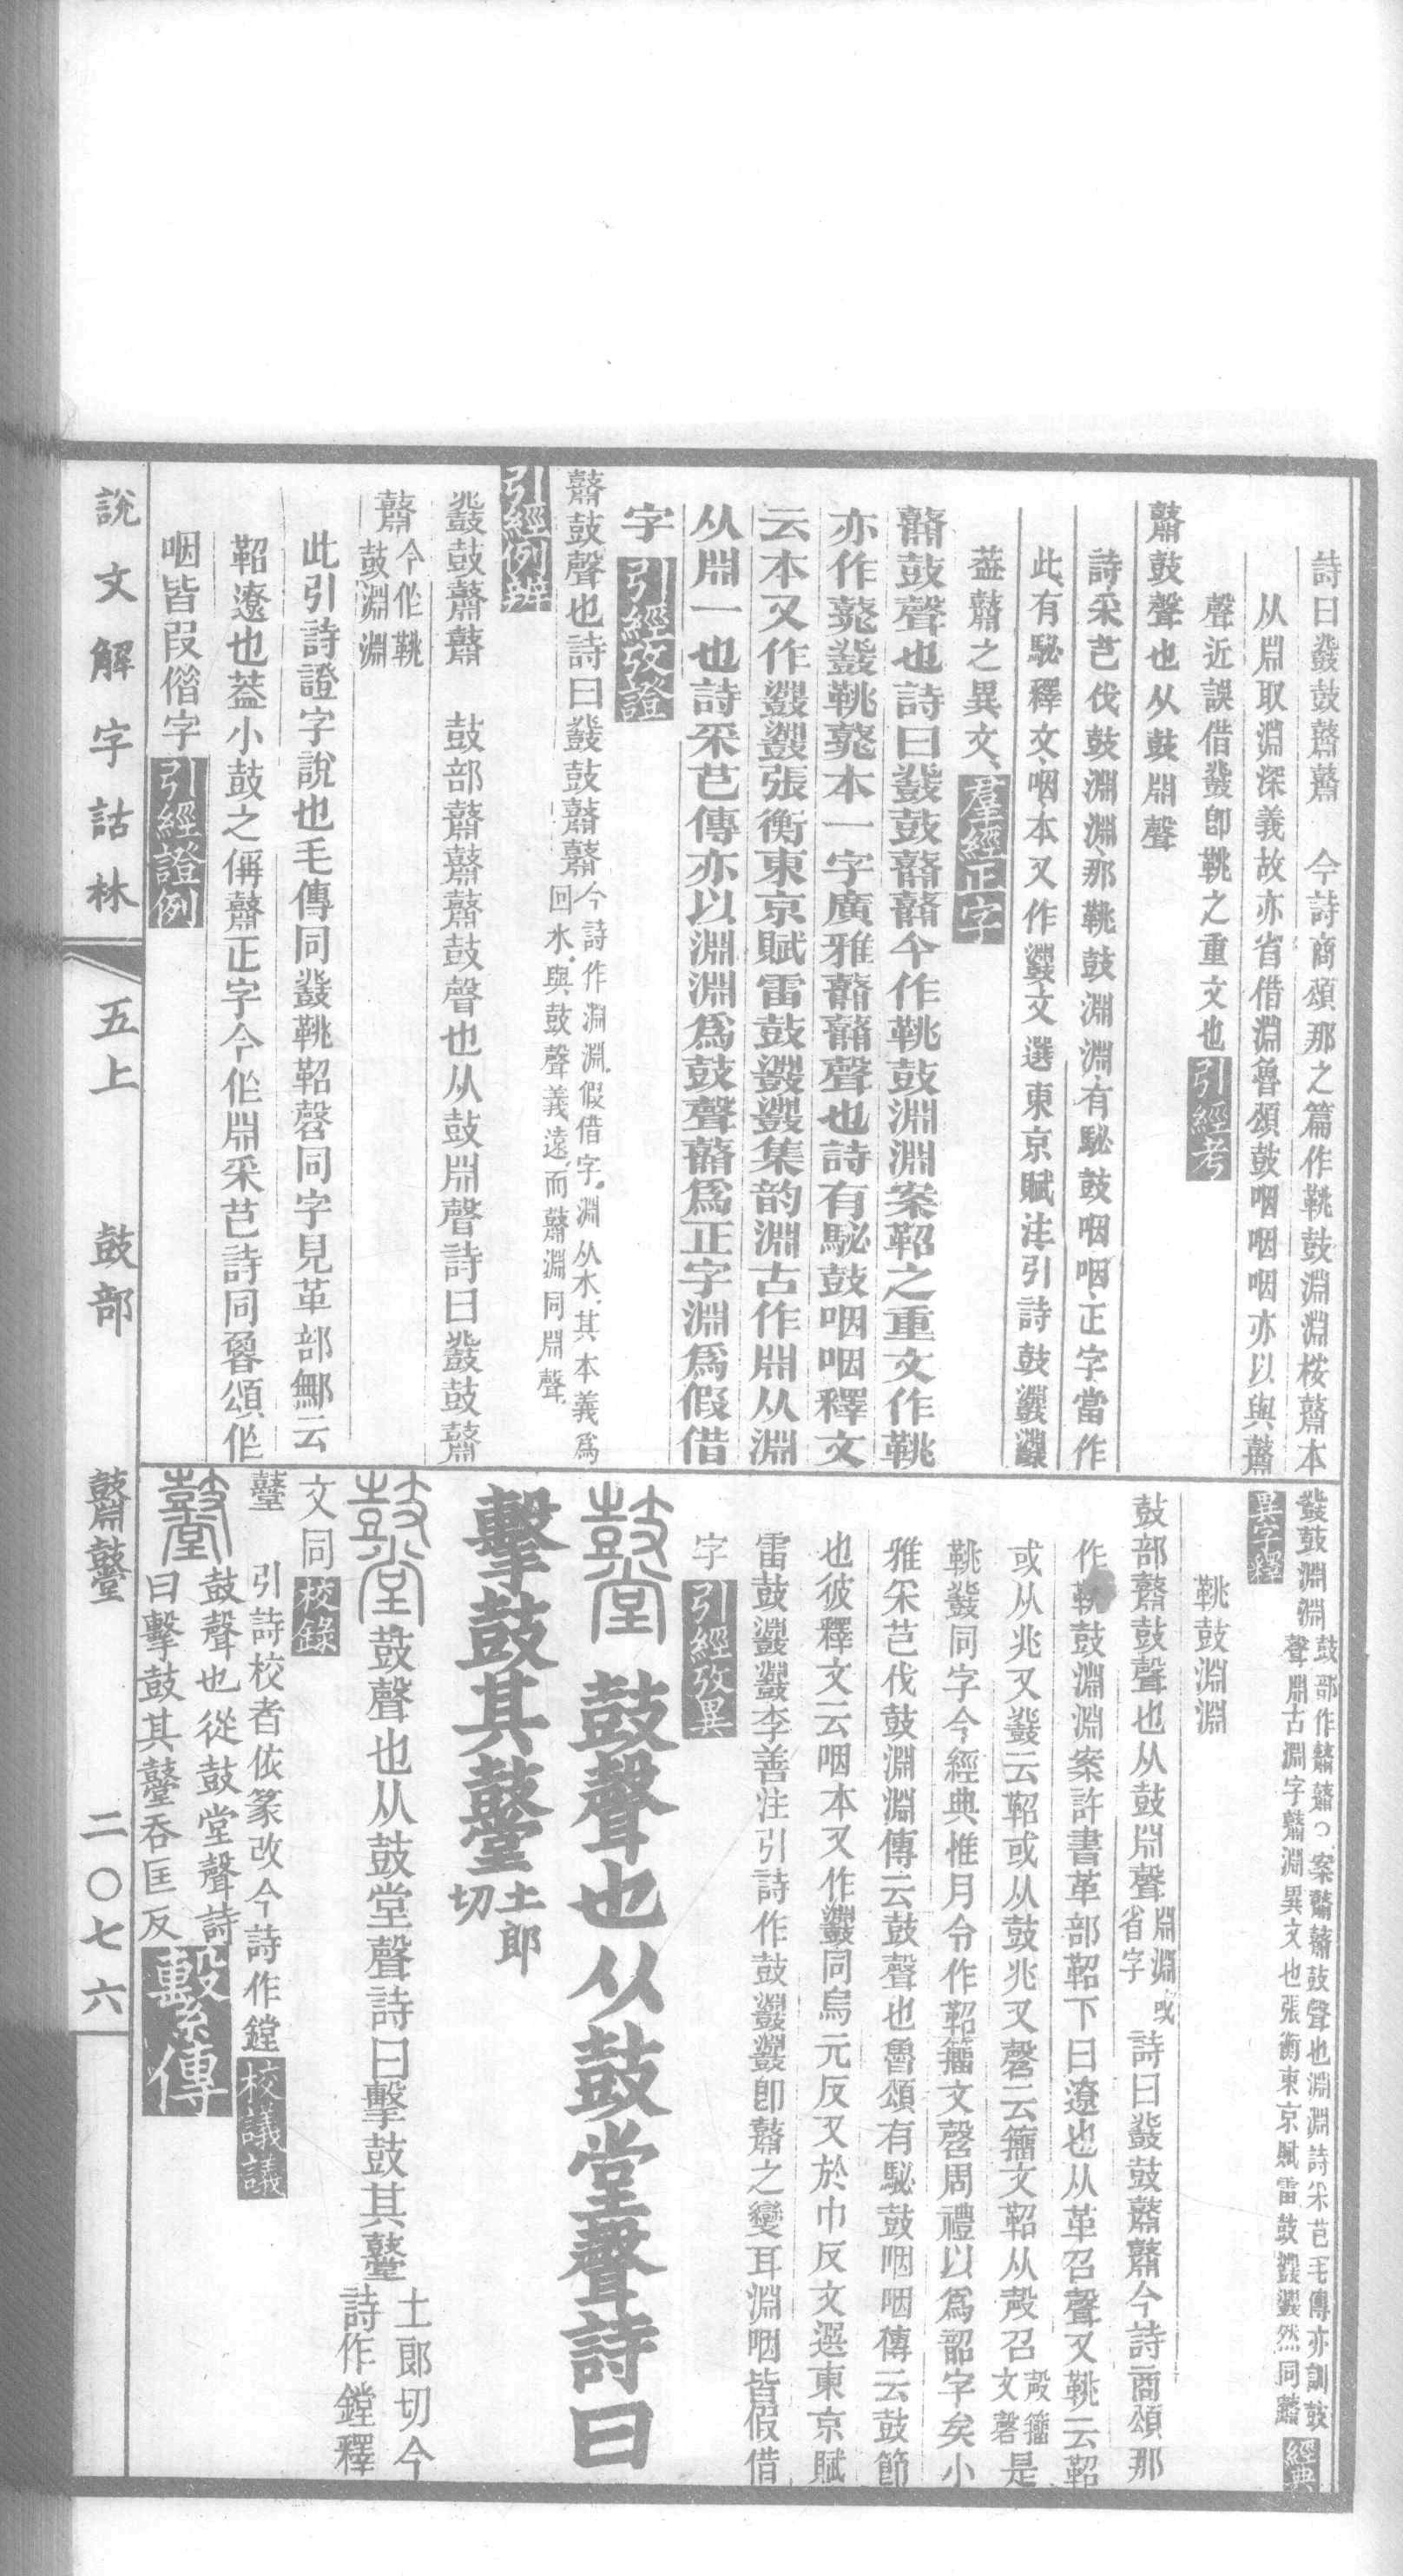 詩曰鼗鼓鼘鼘 今詩商頌那之篇作鞉鼓淵淵桉鼘本
从𣶒取淵深義故亦省借淵魯頌鼓咽咽咽亦以與鼘
聲近誤借鼗卽鞉之重文也引經考
鼘鼓聲也从鼓𣶒聲
詩采芑伐鼓淵淵那鞉鼓淵淵有駜鼓咽咽正字當作
此有駜釋文咽本又作鼝文選東京賦注引詩鼓鼝鼝
葢鼘之異文羣經正字
鼘鼓聲也詩曰鼗鼓鼘鼘今作鞉鼓淵淵案鞀之重文作鞉
亦作鼗鼗鞉鼗本一字廣雅鼘鼘聲也詩有駜鼓咽咽釋文
云本又作鼝鼝張衡東京賦雷鼓鼝鼝集韵淵古作𣶒从淵
从𣶒一也詩采芑傳亦以淵淵爲鼓聲鼘爲正字淵爲假借
字引經攷證
鼘鼓聲也詩曰鼗鼓鼘鼘今詩作淵淵假借字淵从水其本義爲
回水與鼓聲義遠而鼘淵同𣶒聲
引經例辨
鼗鼓鼘鼘 鼓部鼘鼘鼘鼓聲也从鼓𣶒聲詩曰鼗鼓鼘
鼘今作鞉
鼓淵淵
此引詩證字說也毛傳同鼗鞉鞀磬同字見革部鄦云
鞀遼也葢小鼓之偁鼘正字今作𣶒采芑詩同魯頌作
咽皆叚借字引經證例
鼗鼓淵淵鼓部作鼘鼘案鼘鼘鼓聲也淵淵詩采芑毛傳亦訓鼓
聲𣶒古淵字鼘淵異文也張衡東京賦雷鼓鼝鼝然同鼘經典
異字釋
鞉鼓淵淵
鼓部鼘鼓聲也从鼓𣶒聲𣶒淵或
省字詩曰鼗鼓鼘鼘今詩商頌那
作鞉鼓淵淵案許書革部鞀下曰遼也从革召聲又鞉云鞀
或从兆又鼗云鞀或从鼓兆又磬云籀文鞀从殸召殸籀
文磬是
鞉鼗同字今經典惟月令作鞀籀文磬周禮以爲韶字矣小
雅采芑伐鼓淵淵傳云鼓聲也魯頌有駜鼓咽咽傳云鼓節
也彼釋文云咽本又作鼝同烏元反又於巾反文選東京賦
雷鼓鼝鼝李善注引詩作鼓鼝鼝卽鼘之變耳淵咽皆假借
字引經攷異
鼞 鼓聲也从鼓堂聲詩曰
擊鼓其鼞土郎
切
鼞鼓聲也从鼓堂聲詩曰擊鼓其鼞土郎切今
詩作鏜釋
文同校錄
鼞 引詩校者依篆改今詩作鏜校議議
鼞鼓聲也從鼓堂聲詩
曰擊鼓其鼞吞匡反繫傳
說文解字詁林 五上 鼓部 鼘鼞 二〇七六